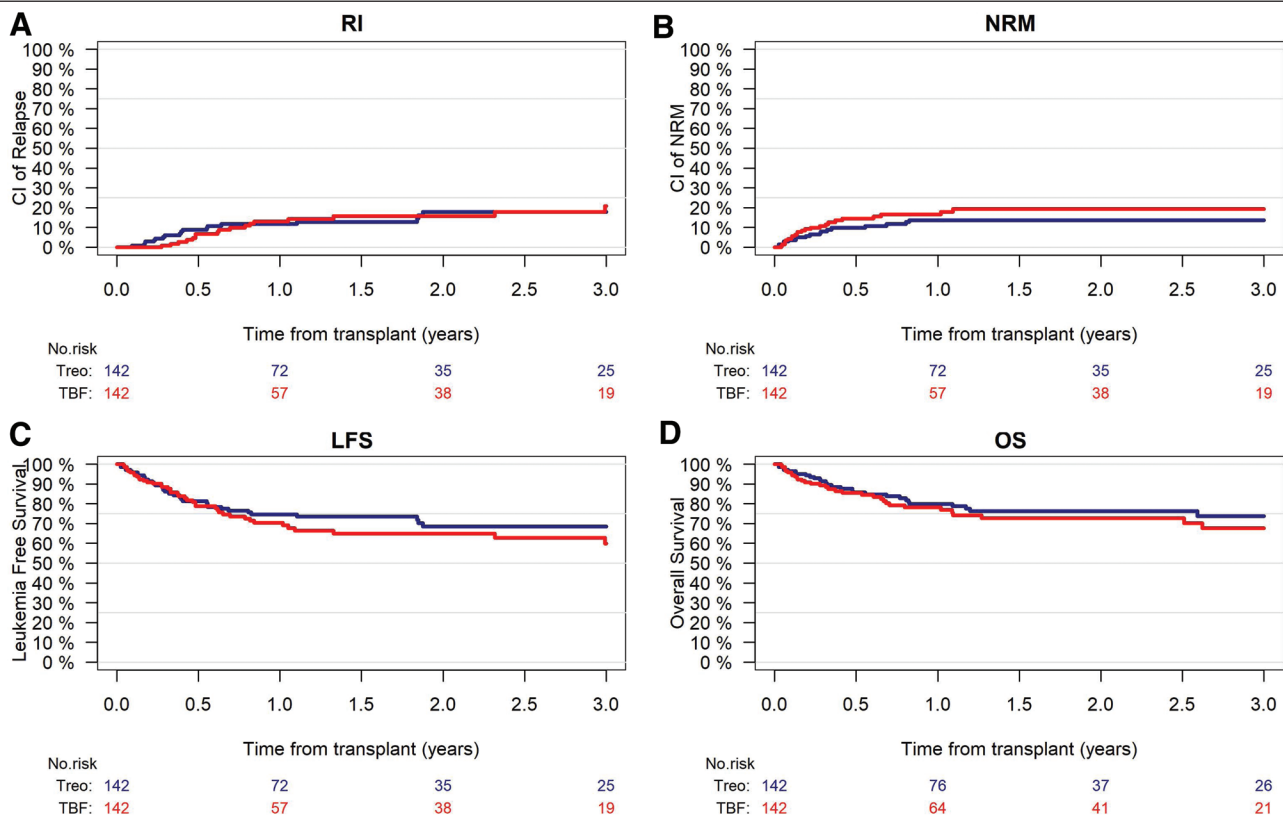 A
RI
CI of Relapse
100 %
90 %
80 %
70 %
60 %
50 %
40 %
30 %
20 %
10 %
0 %
0.0 0.5 1.0 1.5 2.0 2.5 3.0
Time from transplant (years)
No.risk
Treo: 142 72 35 25
TBF: 142 57 38 19
B
NRM
CI of NRM
100 %
90 %
80 %
70 %
60 %
50 %
40 %
30 %
20 %
10 %
0 %
0.0 0.5 1.0 1.5 2.0 2.5 3.0
Time from transplant (years)
No.risk
Treo: 142 72 35 25
TBF: 142 57 38 19
C
LFS
Leukemia Free Survival
100 %
90 %
80 %
70 %
60 %
50 %
40 %
30 %
20 %
10 %
0 %
0.0 0.5 1.0 1.5 2.0 2.5 3.0
Time from transplant (years)
No.risk
Treo: 142 72 35 25
TBF: 142 57 38 19
D
OS
Overall Survival
100 %
90 %
80 %
70 %
60 %
50 %
40 %
30 %
20 %
10 %
0 %
0.0 0.5 1.0 1.5 2.0 2.5 3.0
Time from transplant (years)
No.risk
Treo: 142 76 37 26
TBF: 142 64 41 21